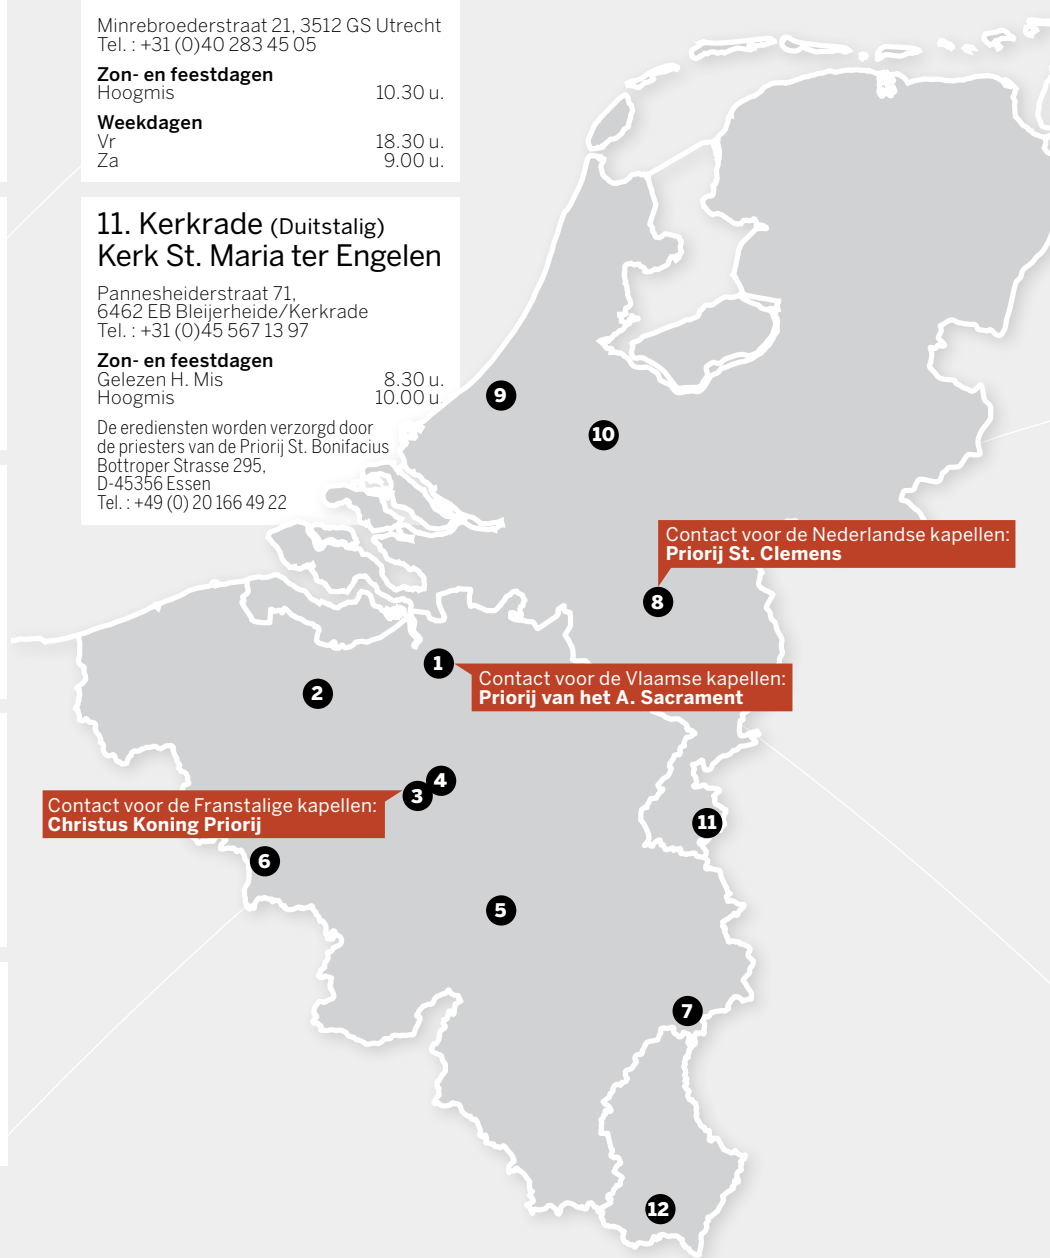 Minrebroederstraat 21, 3512 GS Utrecht
Tel. : +31 (0)40 283 45 05
Zon- en feestdagen
Hoogmis 10.30 u.
Weekdagen
Vr 18.30 u.
Za 9.00 u.
11. Kerkrade (Duitstalig)
Kerk St. Maria ter Engelen
Pannesheiderstraat 71,
6462 EB Bleijerheide/Kerkrade
Tel. : +31 (0)45 567 13 97
Zon- en feestdagen
Gelezen H. Mis 8.30 u.
Hoogmis 10.00 u.
De erediensten worden verzorgd door
de priesters van de Priorij St. Bonifacius
Bottroper Strasse 295,
D-45356 Essen
Tel. : +49 (0) 20 166 49 22
9
10
Contact voor de Nederlandse kapellen:
Priorij St. Clemens
8
1
Contact voor de Vlaamse kapellen:
Priorij van het A. Sacrament
2
4
3
Contact voor de Franstalige kapellen:
Christus Koning Priorij
11
6
5
7
12